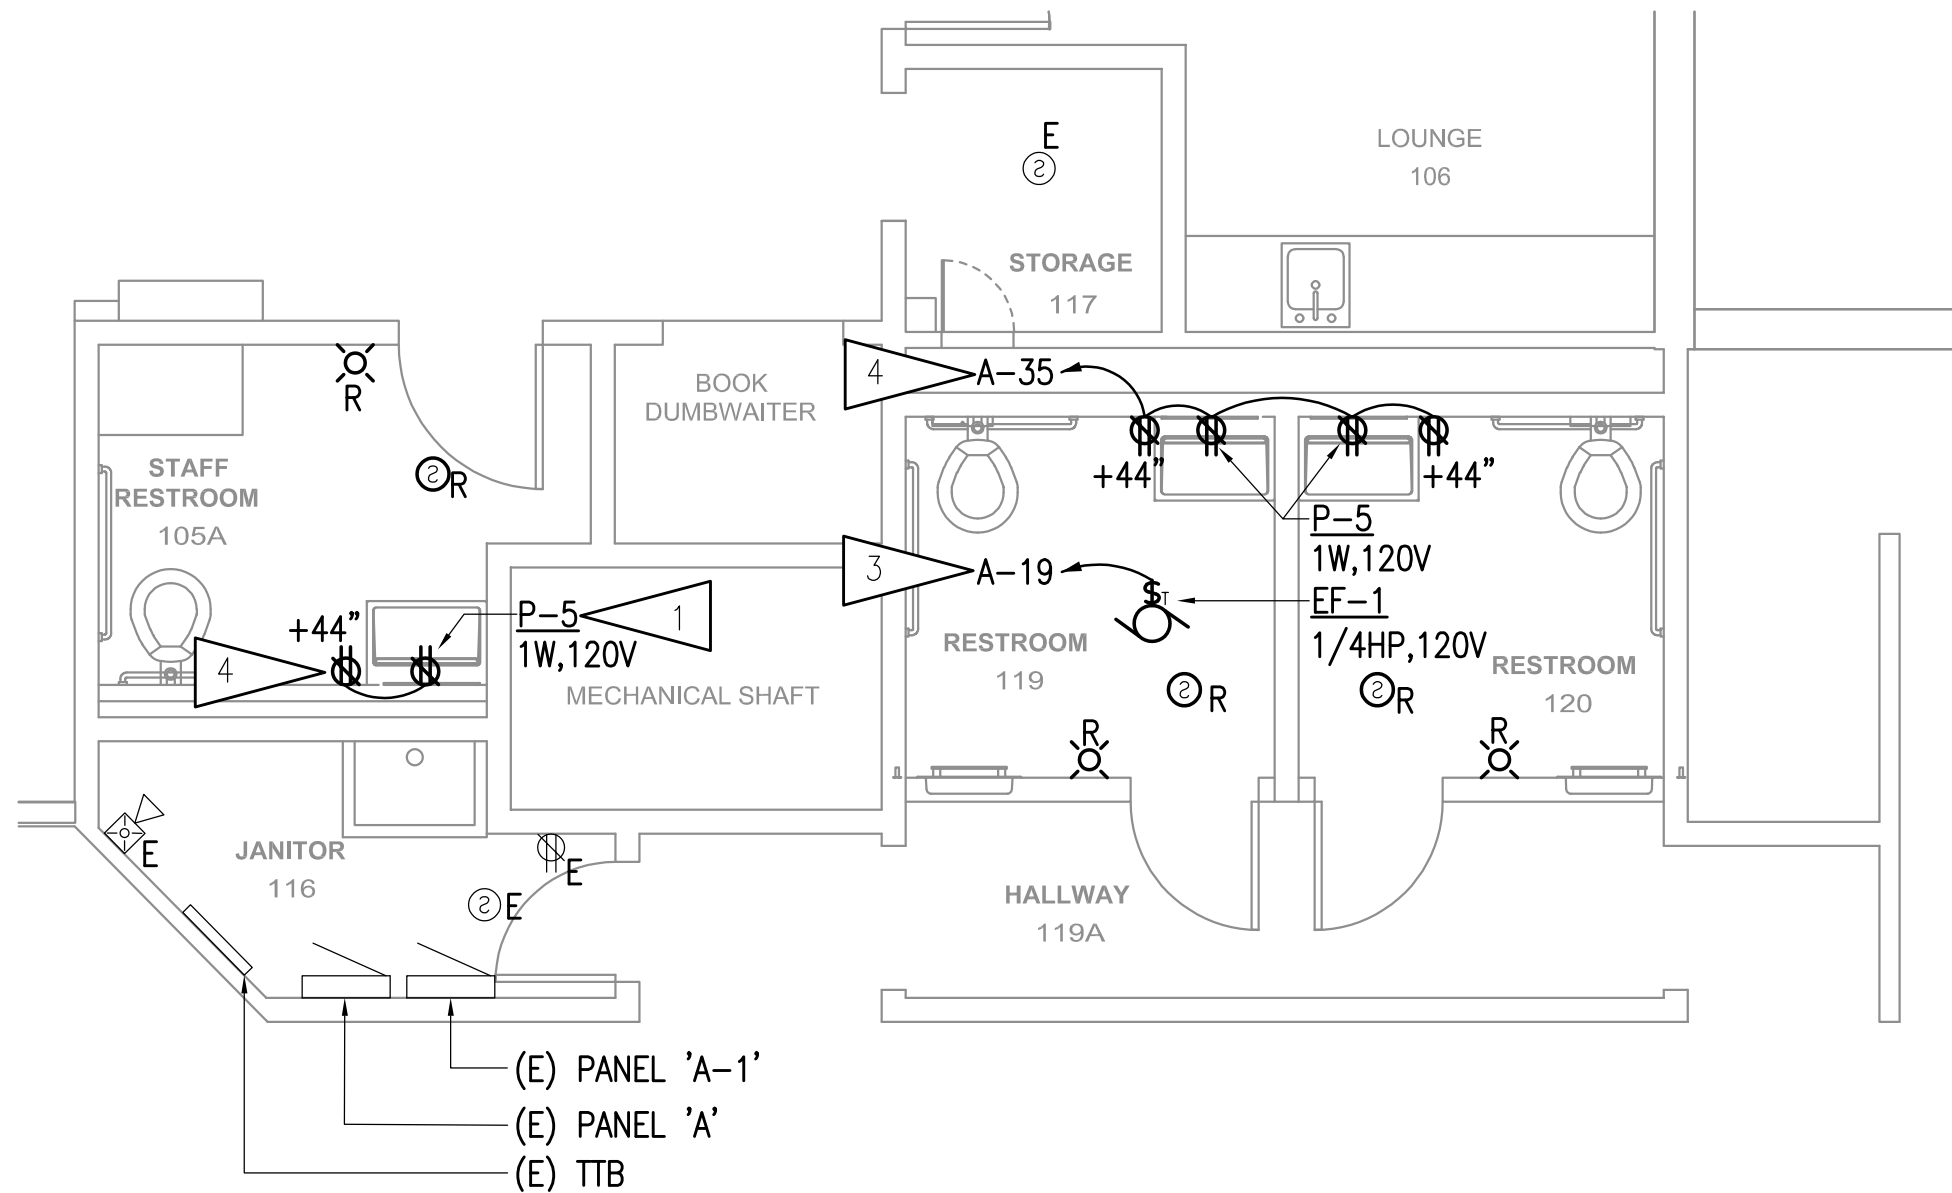 E
S
LOUNGE
106
STORAGE
117
R
BOOK
DUMBWAITER
4
A-35
STAFF
RESTROOM
105A
S
R
+44"
+44"
P-5
1W,120V
3
A-19
$T
EF-1
1/4HP,120V
+44"
P-5
1W,120V
1
4
MECHANICAL SHAFT
RESTROOM
119
S
R
S
R
RESTROOM
120
R
R
E
JANITOR
116
E
S
E
HALLWAY
119A
(E) PANEL 'A-1'
(E) PANEL 'A'
(E) TTB